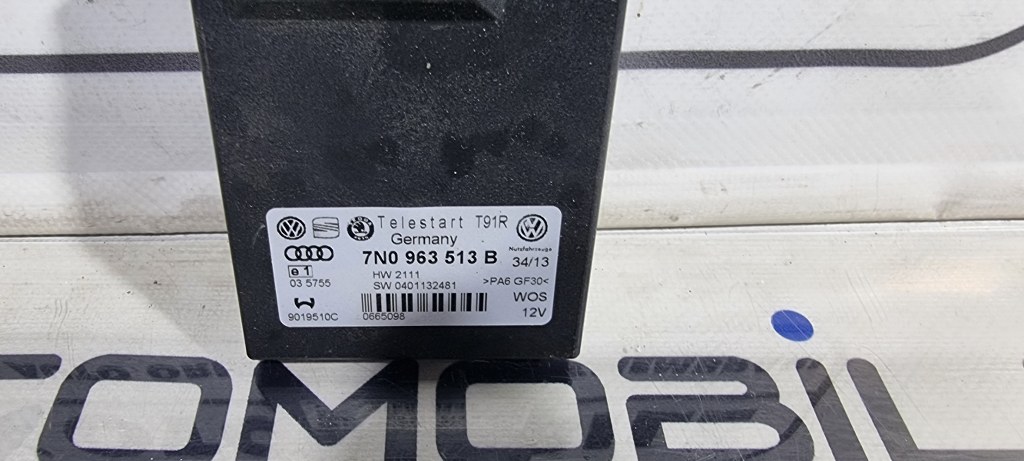 Telestart T91R
Germany
Nutzfahrzeuge
7N0 963 513 B
34/13
e1
HW 2111
03 5755
SW 0401132481
>PA6 GF30<
WOS
9019510C
0665098
12V
TOMOBIL